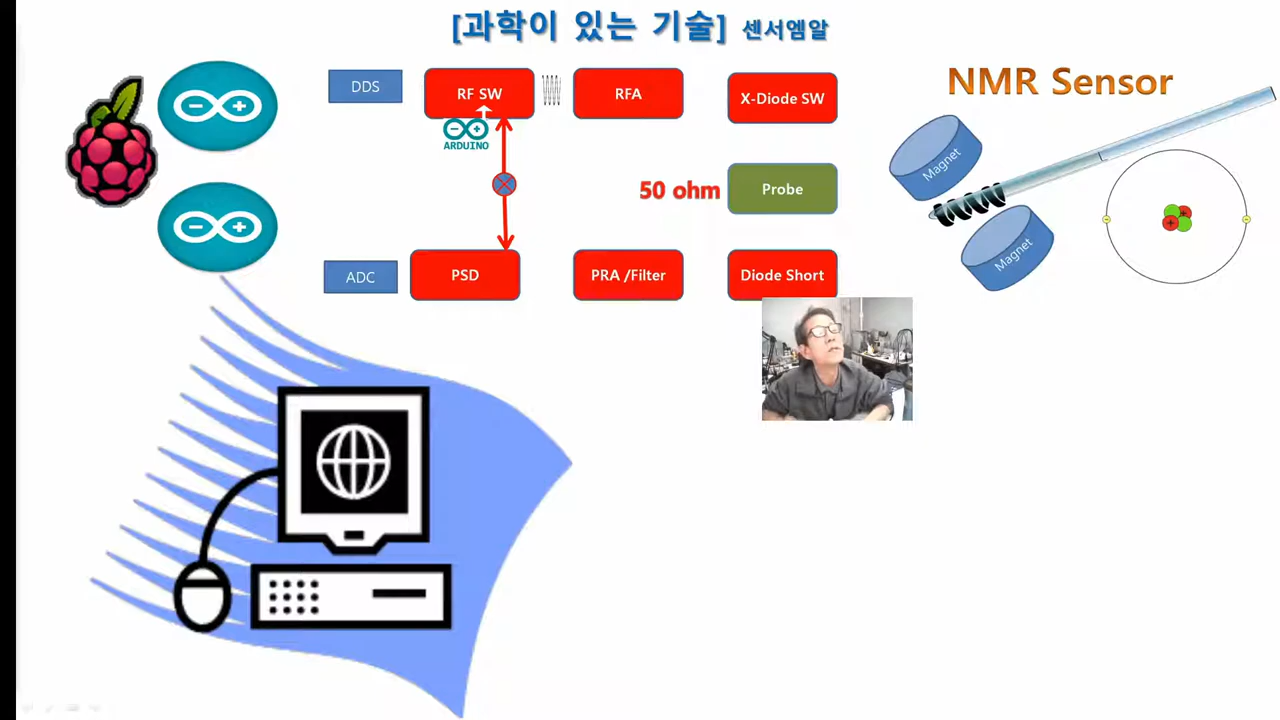 [과학이 있는 기술] 센서엠알
DDS
RF SW
RFA
X-Diode SW
NMR Sensor
ARDUINO
Magnet
50 ohm
Probe
Magnet
ADC
PSD
PRA /Filter
Diode Short